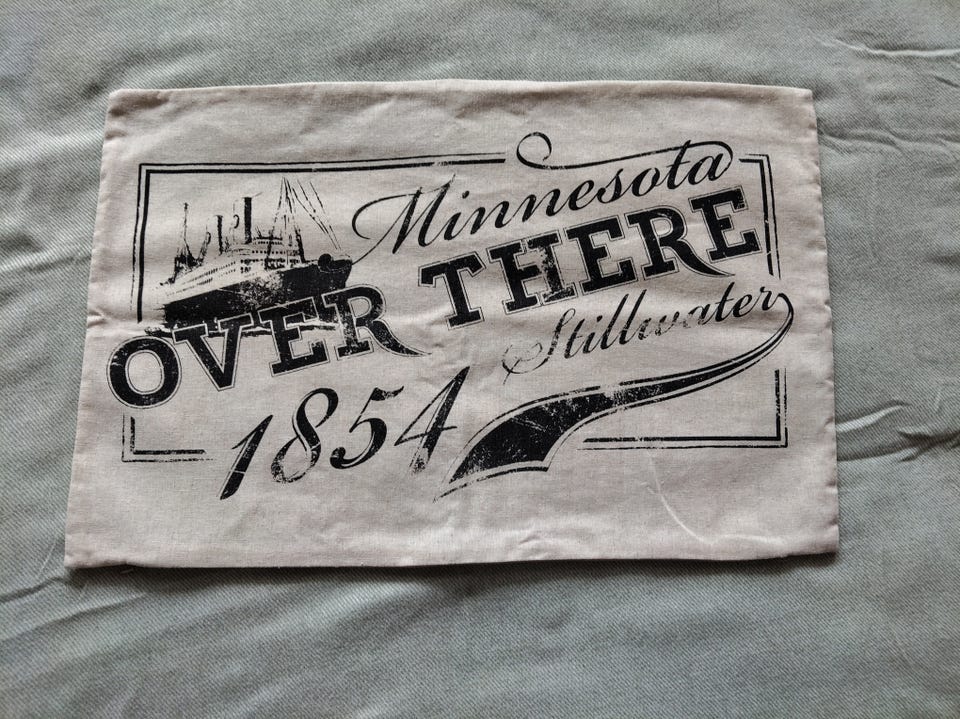 Minnesota
OVER THERE
Stillwater
1854